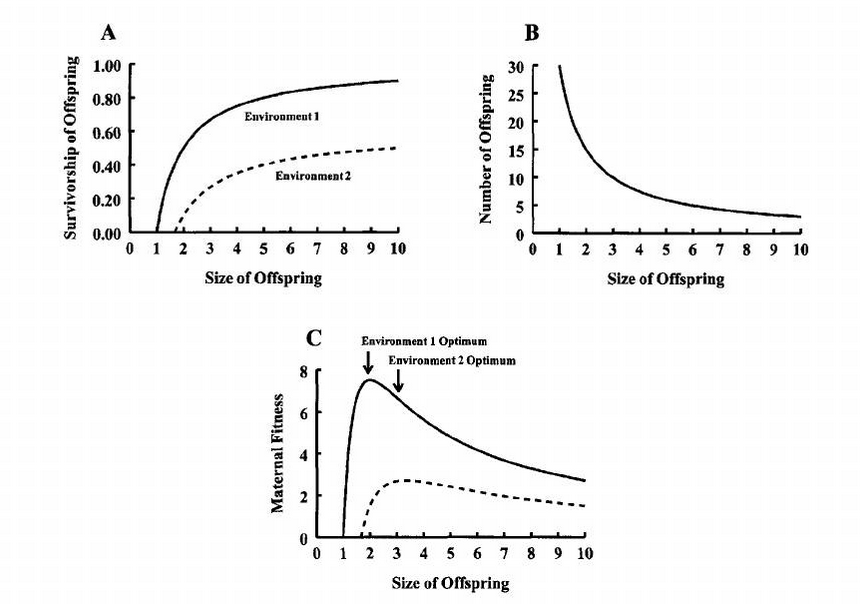 A
Survivorship of Offspring
1.00
0.80
0.60
0.40
0.20
0.00
Environment 1
Environment 2
0 1 2 3 4 5 6 7 8 9 10
Size of Offspring
B
Number of Offspring
30
25
20
15
10
5
0
0 1 2 3 4 5 6 7 8 9 10
Size of Offspring
C
Environment 1 Optimum
Environment 2 Optimum
Maternal Fitness
8
6
4
2
0
0 1 2 3 4 5 6 7 8 9 10
Size of Offspring